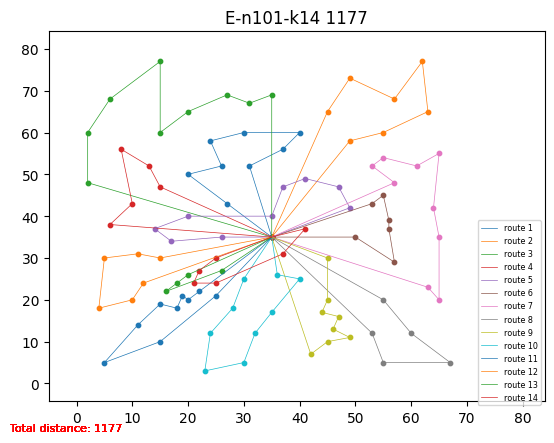 E-n101-k14 1177
80
70
60
50
40
30
20
10
0
0 10 20 30 40 50 60 70 80
route 1
route 2
route 3
route 4
route 5
route 6
route 7
route 8
route 9
route 10
route 11
route 12
route 13
route 14
Total distance: 1177